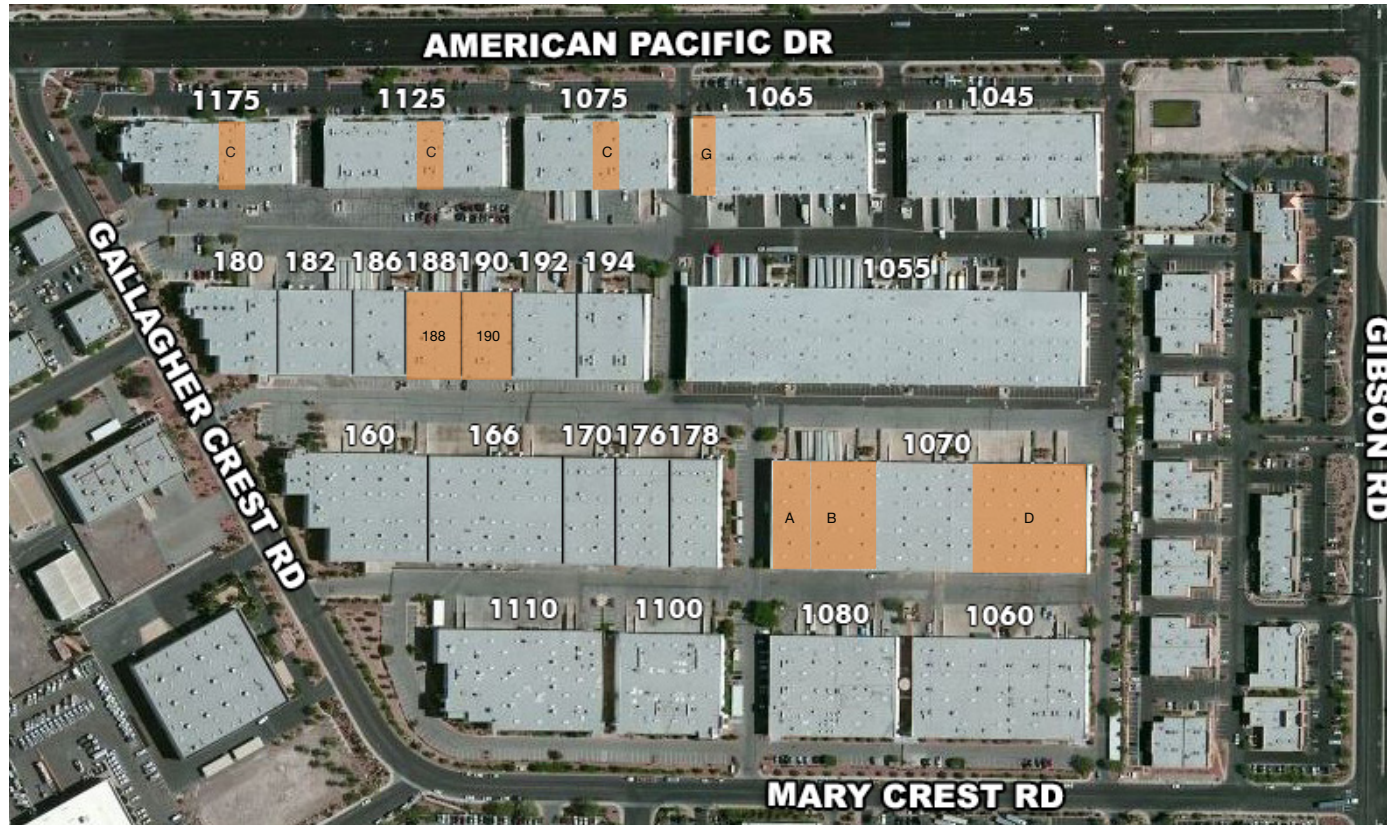 AMERICAN PACIFIC DR
1175 1125 1075 1065 1045
C C C G
180 182 186 188 190 192 194 1055
188 190
GALLAGHER CREST RD
GIBSON RD
160 166 170 176 178 1070
A B D
1110 1100 1080 1060
MARY CREST RD